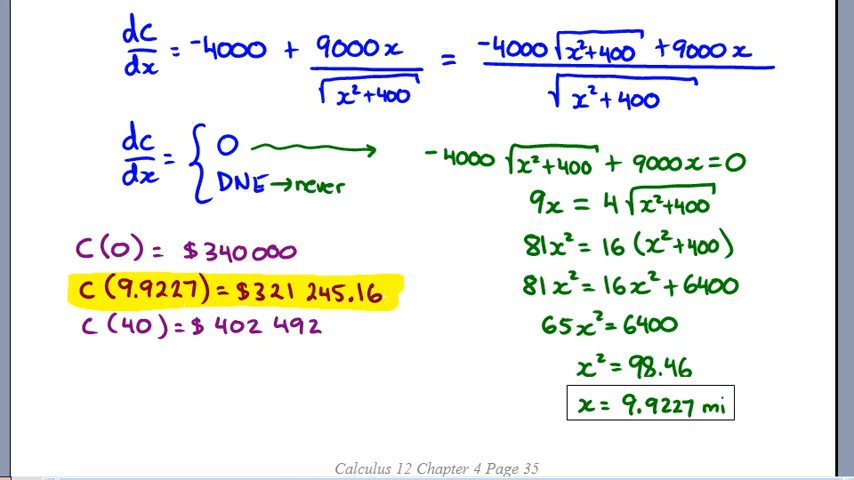 dc/dx = -4000 + 9000x/√(x²+400) = (-4000√(x²+400) + 9000x)/√(x²+400)
dc/dx = { 0 → -4000√(x²+400) + 9000x = 0
DNE → never
9x = 4√(x²+400)
81x² = 16(x²+400)
81x² = 16x² + 6400
65x² = 6400
x² = 98.46
x = 9.9227 mi
C(0) = $340 000
C(9.9227) = $321 245.16
C(40) = $402 492
Calculus 12 Chapter 4 Page 35